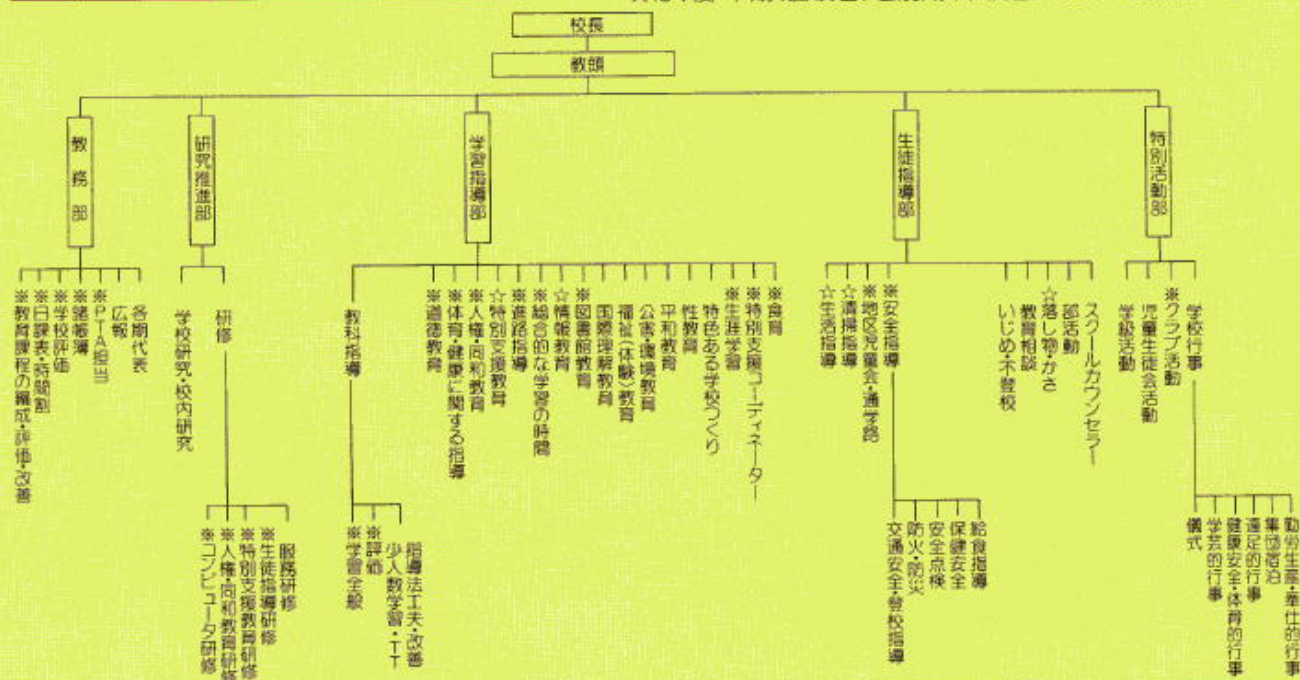 校長
教頭
教務部
※教育課程の編成・評価・改善
※日課表・時間割
※学校評価
※諸帳簿
※PTA担当
広報
各期代表
研究推進部
学校研究・校内研究
研修
※コンピュータ研修
※人権・同和教育研修
※特別支援教育研修
※生徒指導研修
服務研修
学習指導部
教科指導
※学習全般
※評価
少人数学習・TT
指導法工夫・改善
※道徳教育
※体育・健康に関する指導
※人権・同和教育
☆特別支援教育
※進路指導
※総合的な学習の時間
☆情報教育
※図書館教育
国際理解教育
福祉(体験)教育
公害・環境教育
平和教育
性教育
特色ある学校づくり
※生涯学習
※特別支援コーディネーター
※食育
生徒指導部
☆生活指導
☆清掃指導
※地区児童会・通学路
※安全指導
交通安全・登校指導
防火・防災
安全点検
保健安全
給食指導
いじめ・不登校
教育相談
☆落し物・かさ
部活動
スクールカウンセラー
特別活動部
学級活動
児童生徒会活動
※クラブ活動
学校行事
儀式
学芸的行事
健康安全・体育的行事
遠足的行事
集団宿泊
勤労生産・奉仕的行事